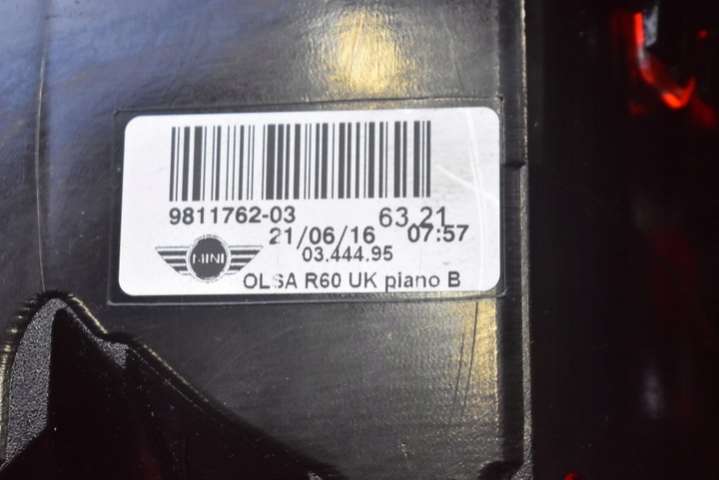 9811762-03 63.21
21/06/16 07:57
03.444.95
MINI
OLSA R60 UK piano B